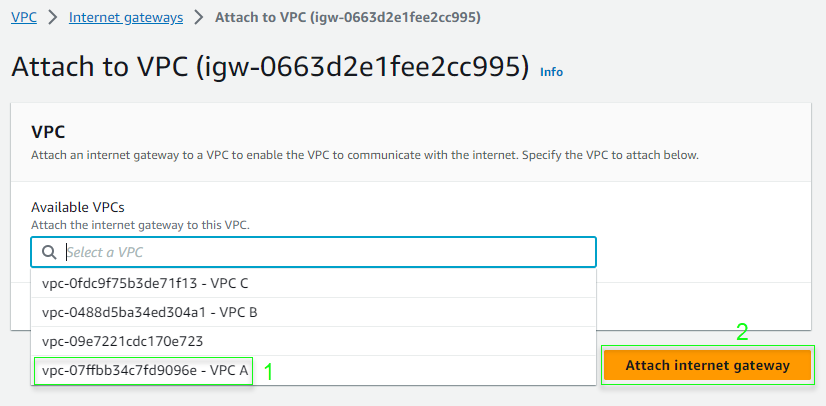 VPC > Internet gateways > Attach to VPC (igw-0663d2e1fee2cc995)
Attach to VPC (igw-0663d2e1fee2cc995) Info
VPC
Attach an internet gateway to a VPC to enable the VPC to communicate with the internet. Specify the VPC to attach below.
Available VPCs
Attach the internet gateway to this VPC.
Select a VPC
vpc-0fdc9f75b3de71f13 - VPC C
vpc-0488d5ba34ed304a1 - VPC B
vpc-09e7221cdc170e723
vpc-07ffbb34c7fd9096e - VPC A 1
2
Attach internet gateway